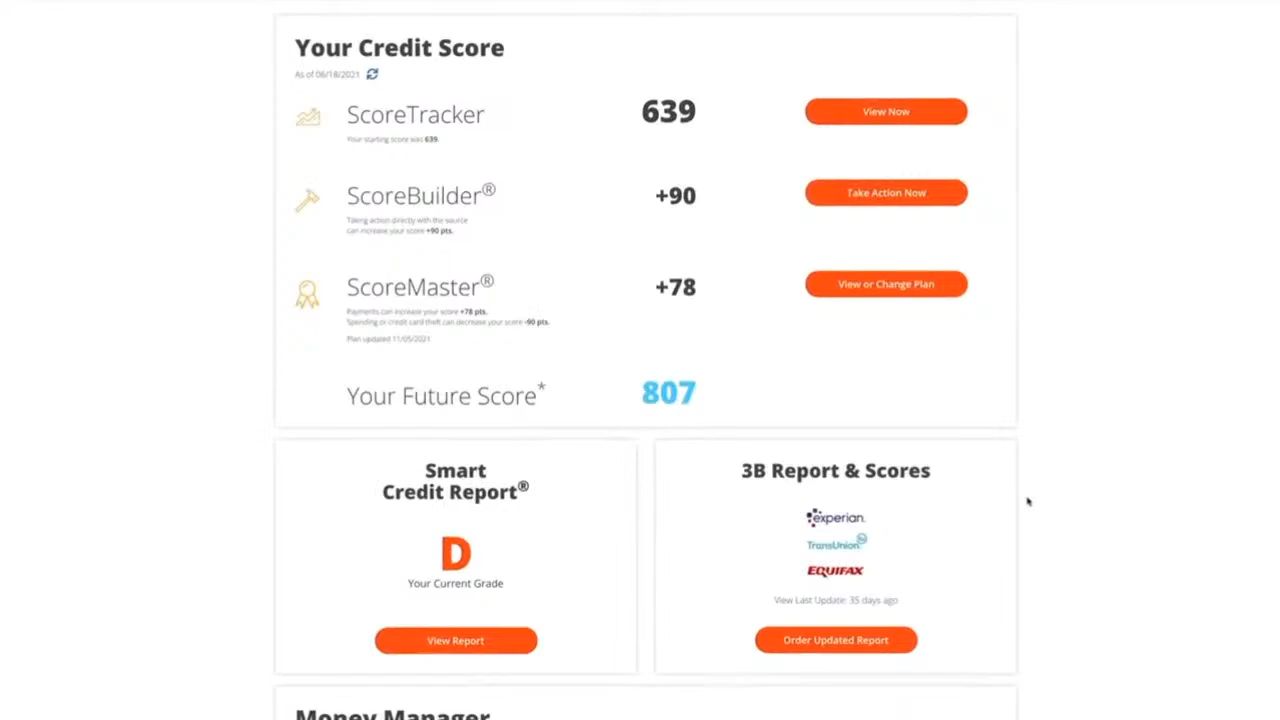 Your Credit Score
As of 06/18/2021
ScoreTracker
639
View Now
Your starting score was 639
ScoreBuilder®
+90
Take Action Now
Taking action directly with the source
can increase your score +90 pts.
ScoreMaster®
+78
View or Change Plan
Payments can increase your score +78 pts.
Spending or credit card theft can decrease your score -90 pts.
Plan updated 11/05/2021
Your Future Score*
807
Smart
Credit Report®
D
Your Current Grade
View Report
3B Report & Scores
experian.
TransUnion
EQUIFAX
View Last Update: 35 days ago
Order Updated Report
Money Manager